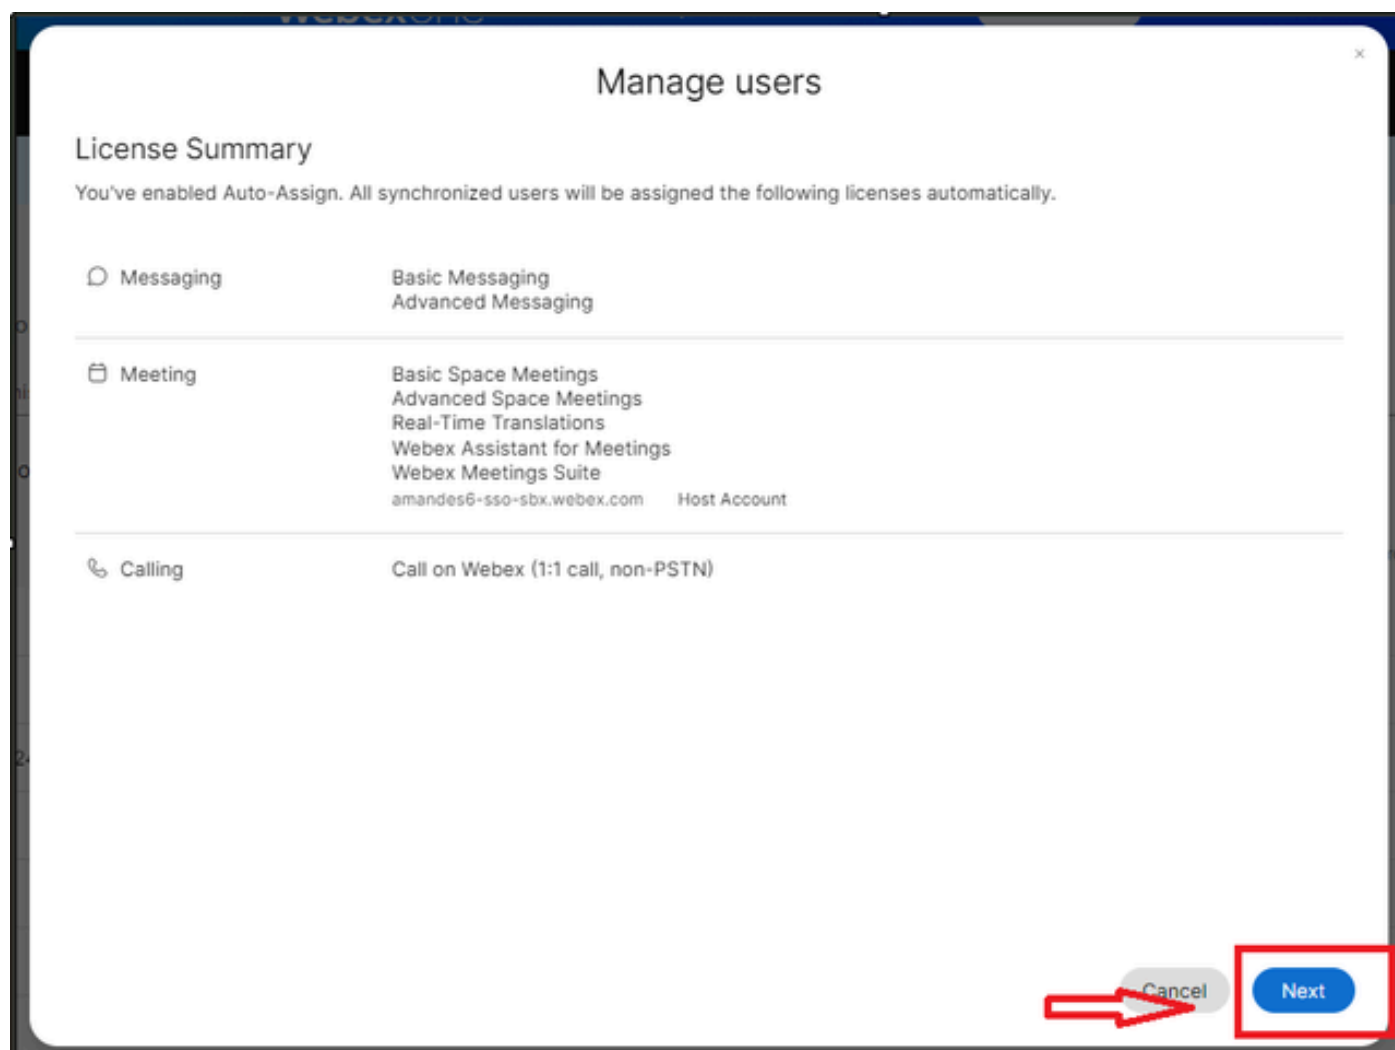 Manage users
License Summary
You've enabled Auto-Assign. All synchronized users will be assigned the following licenses automatically.
Messaging
Basic Messaging
Advanced Messaging
Meeting
Basic Space Meetings
Advanced Space Meetings
Real-Time Translations
Webex Assistant for Meetings
Webex Meetings Suite
amandes6-sso-sbx.webex.com Host Account
Calling
Call on Webex (1:1 call, non-PSTN)
Cancel Next